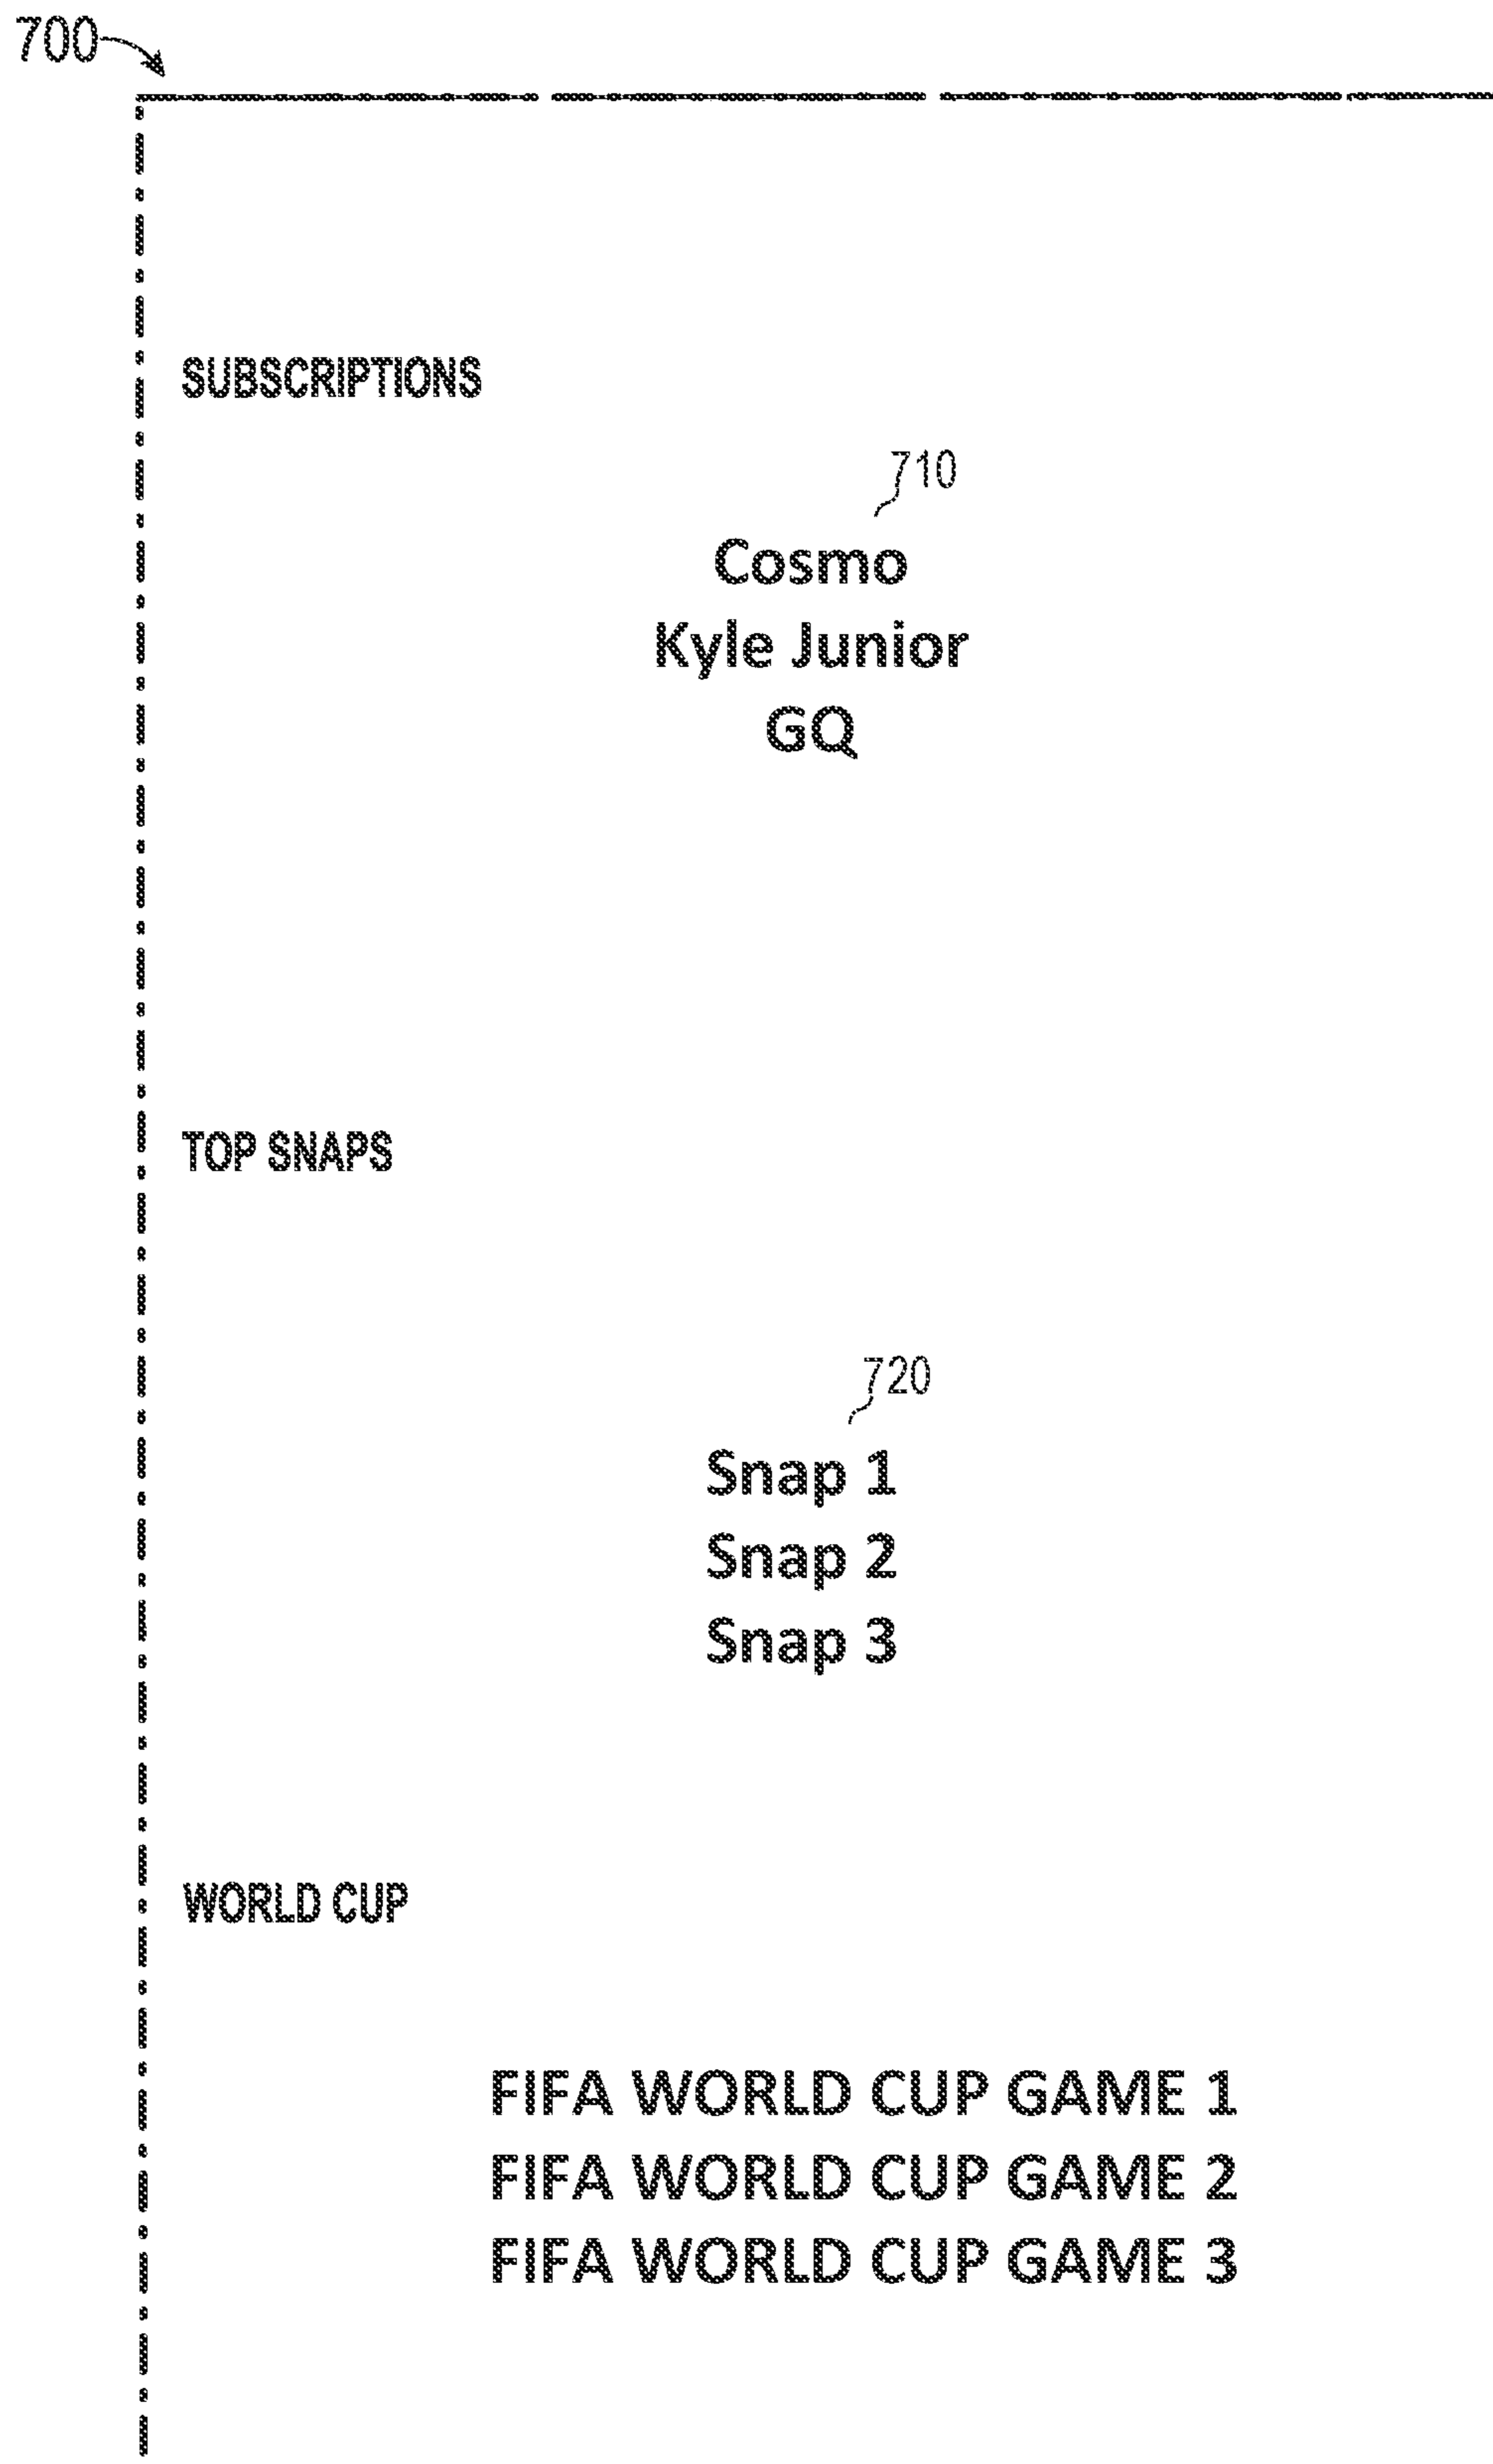 700
SUBSCRIPTIONS
710
Cosmo
Kyle Junior
GQ
TOP SNAPS
720
Snap 1
Snap 2
Snap 3
WORLD CUP
FIFA WORLD CUP GAME 1
FIFA WORLD CUP GAME 2
FIFA WORLD CUP GAME 3